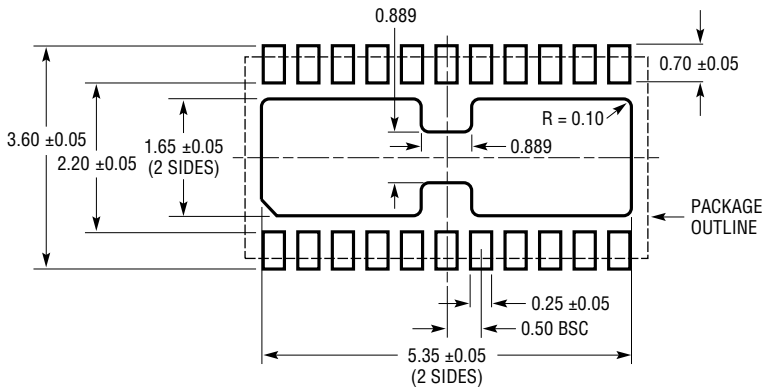 0.889
0.70 ±0.05
3.60 ±0.05
2.20 ±0.05
1.65 ±0.05
(2 SIDES)
R = 0.10
0.889
PACKAGE
OUTLINE
0.25 ±0.05
0.50 BSC
5.35 ±0.05
(2 SIDES)